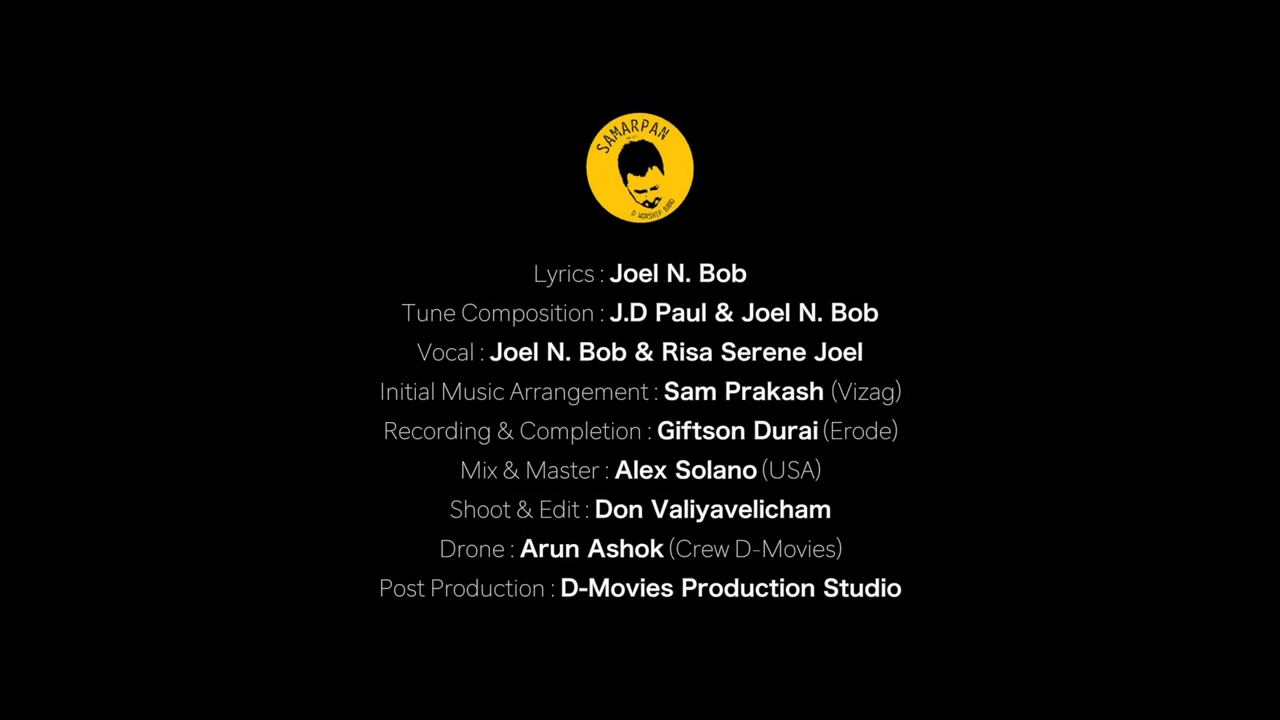 SAMARPAN
D WORSHIP BAND
Lyrics : Joel N. Bob
Tune Composition : J.D Paul & Joel N. Bob
Vocal : Joel N. Bob & Risa Serene Joel
Initial Music Arrangement : Sam Prakash (Vizag)
Recording & Completion : Giftson Durai (Erode)
Mix & Master : Alex Solano (USA)
Shoot & Edit : Don Valiyavelicham
Drone : Arun Ashok (Crew D-Movies)
Post Production : D-Movies Production Studio